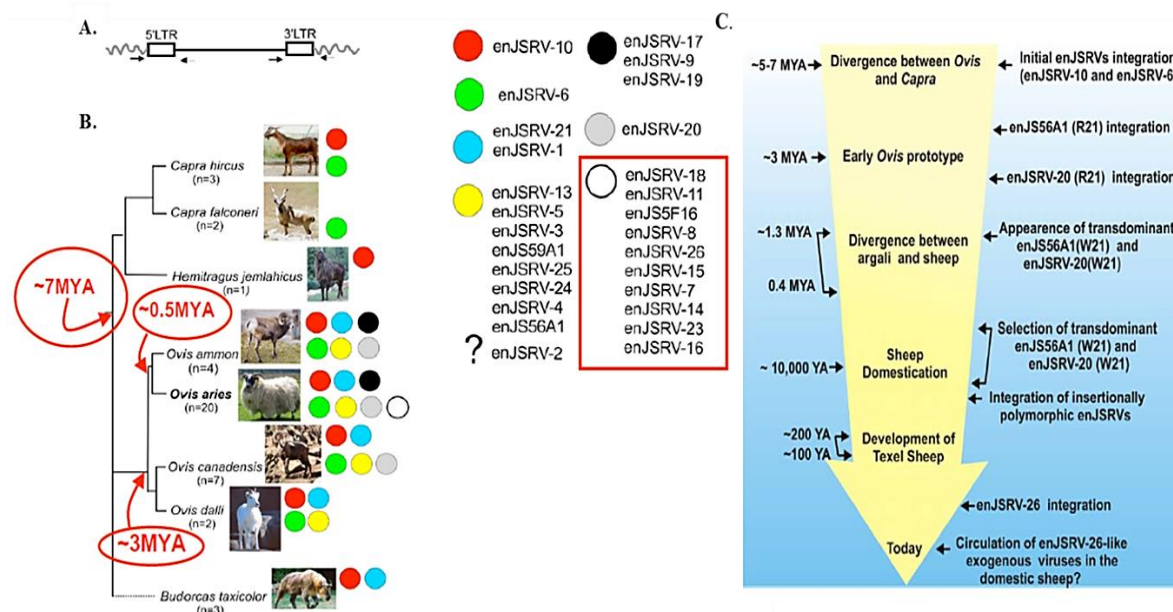 A.
5'LTR
3'LTR
B.
Capra hircus
(n=3)
Capra falconeri
(n=2)
Hemitragus jemlahicus
(n=1)
~7MYA
~0.5MYA
Ovis ammon
(n=4)
Ovis aries
(n=20)
Ovis canadensis
(n=7)
Ovis dalli
(n=2)
~3MYA
Budorcas taxicolor
(n=3)
enJSRV-10
enJSRV-6
enJSRV-21
enJSRV-1
enJSRV-13
enJSRV-5
enJSRV-3
enJS59A1
enJSRV-25
enJSRV-24
enJSRV-4
enJS56A1
? enJSRV-2
enJSRV-17
enJSRV-9
enJSRV-19
enJSRV-20
enJSRV-18
enJSRV-11
enJS5F16
enJSRV-8
enJSRV-26
enJSRV-15
enJSRV-7
enJSRV-14
enJSRV-23
enJSRV-16
C.
~5-7 MYA
Divergence between Ovis
and Capra
Initial enJSRVs integration
(enJSRV-10 and enJSRV-6
enJS56A1 (R21) integration
~3 MYA
Early Ovis prototype
enJSRV-20 (R21) integration
~1.3 MYA
0.4 MYA
Divergence between
argali and sheep
Appearence of transdominant
enJS56A1(W21) and
enJSRV-20(W21)
Selection of transdominant
enJS56A1 (W21) and
enJSRV-20 (W21)
~ 10,000 YA
Sheep
Domestication
Integration of insertionally
polymorphic enJSRVs
~200 YA
~100 YA
Development of
Texel Sheep
enJSRV-26 integration
Today
Circulation of enJSRV-26-like
exogenous viruses in
the domestic sheep?